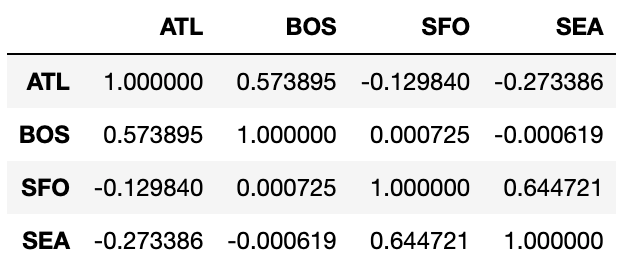 ATL BOS SFO SEA
ATL 1.000000 0.573895 -0.129840 -0.273386
BOS 0.573895 1.000000 0.000725 -0.000619
SFO -0.129840 0.000725 1.000000 0.644721
SEA -0.273386 -0.000619 0.644721 1.000000